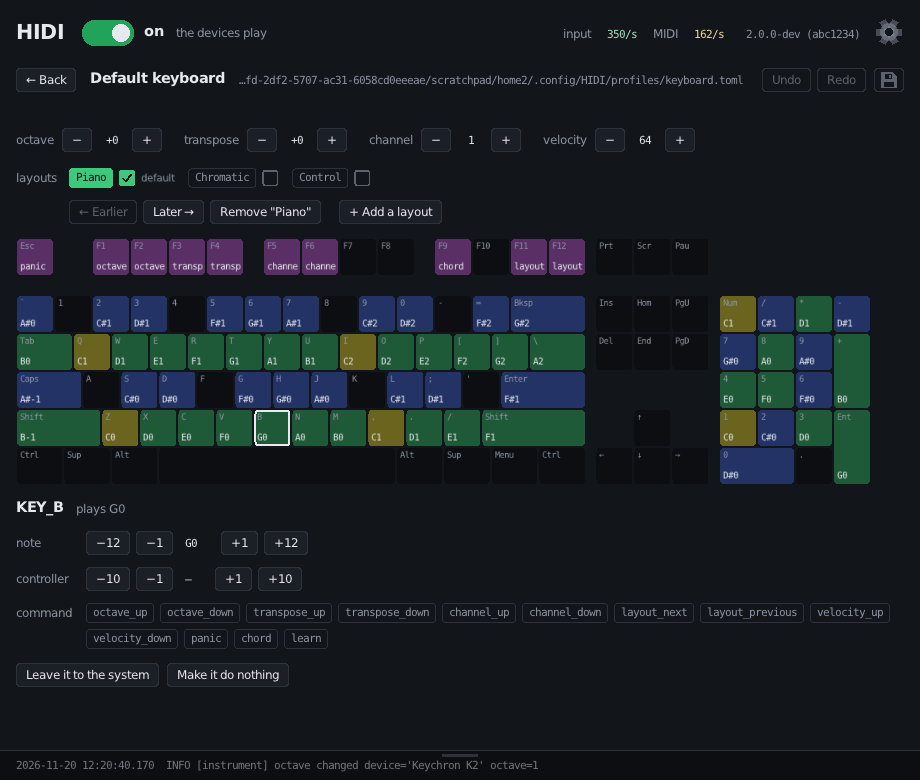 HIDI on the devices play input 350/s MIDI 162/s 2.0.0-dev (abc1234)
← Back Default keyboard …fd-2df2-5707-ac31-6058cd0eeeae/scratchpad/home2/.config/HIDI/profiles/keyboard.toml Undo Redo
octave − +0 + transpose − +0 + channel − 1 + velocity − 64 +
layouts Piano default Chromatic Control
← Earlier Later → Remove "Piano" + Add a layout
Esc F1 F2 F3 F4 F5 F6 F7 F8 F9 F10 F11 F12 Prt Scr Pau
panic octave octave transp transp channe channe chord layout layout
` 1 2 3 4 5 6 7 8 9 0 - = Bksp Ins Hom PgU Num / * -
A#0 C#1 D#1 F#1 G#1 A#1 C#2 D#2 F#2 G#2 C1 C#1 D1 D#1
Tab Q W E R T Y U I O P [ ] \ Del End PgD 7 8 9 +
B0 C1 D1 E1 F1 G1 A1 B1 C2 D2 E2 F2 G2 A2 G#0 A0 A#0
Caps A S D F G H J K L ; ' Enter 4 5 6
A#-1 C#0 D#0 F#0 G#0 A#0 C#1 D#1 F#1 E0 F0 F#0 B0
Shift Z X C V B N M , . / Shift ↑ 1 2 3 Ent
B-1 C0 D0 E0 F0 G0 A0 B0 C1 D1 E1 F1 C0 C#0 D0
Ctrl Sup Alt Alt Sup Menu Ctrl ← ↓ → 0 .
D#0 G0
KEY_B plays G0
note −12 −1 G0 +1 +12
controller −10 −1 — +1 +10
command octave_up octave_down transpose_up transpose_down channel_up channel_down layout_next layout_previous velocity_up
velocity_down panic chord learn
Leave it to the system Make it do nothing
2026-11-20 12:20:40.170 INFO [instrument] octave changed device='Keychron K2' octave=1